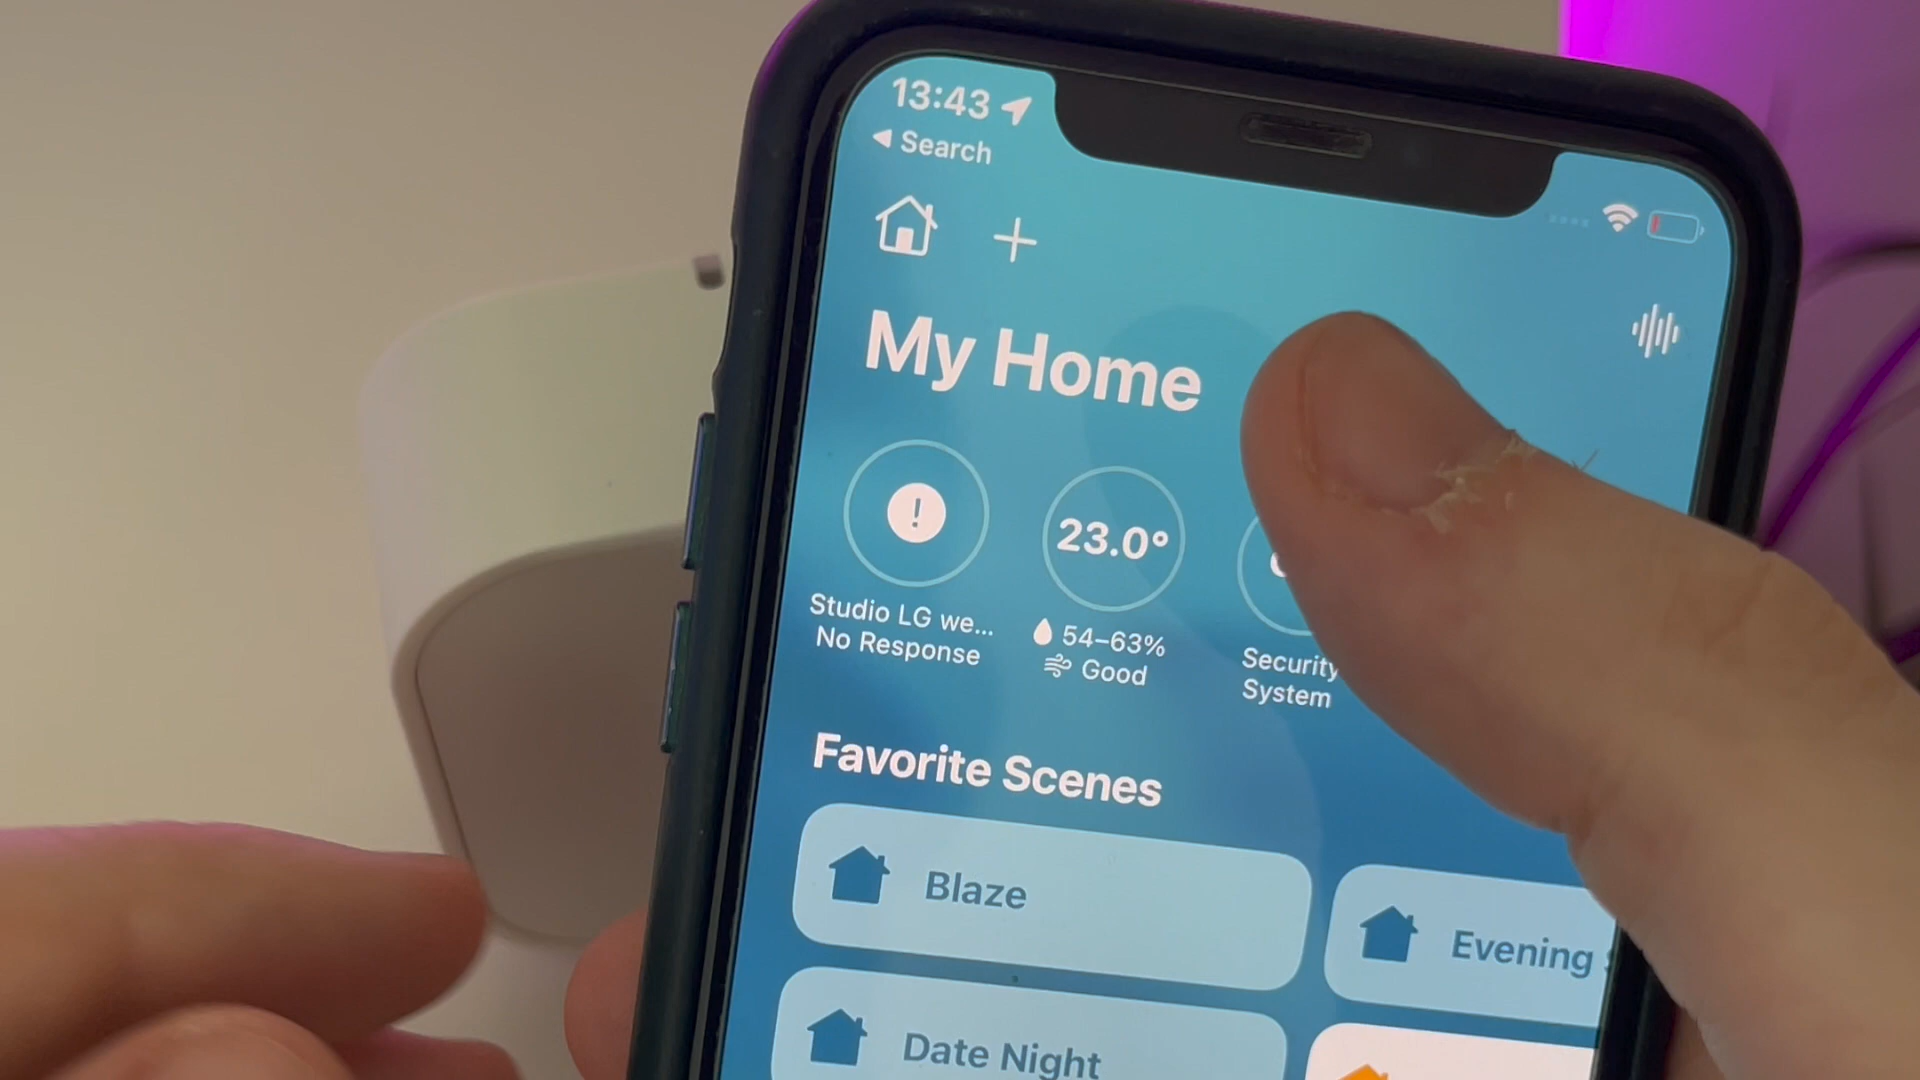 13:43
Search
My Home
!
23.0°
Studio LG we...
No Response
54–63%
Good
Security
System
Favorite Scenes
Blaze
Evening
Date Night